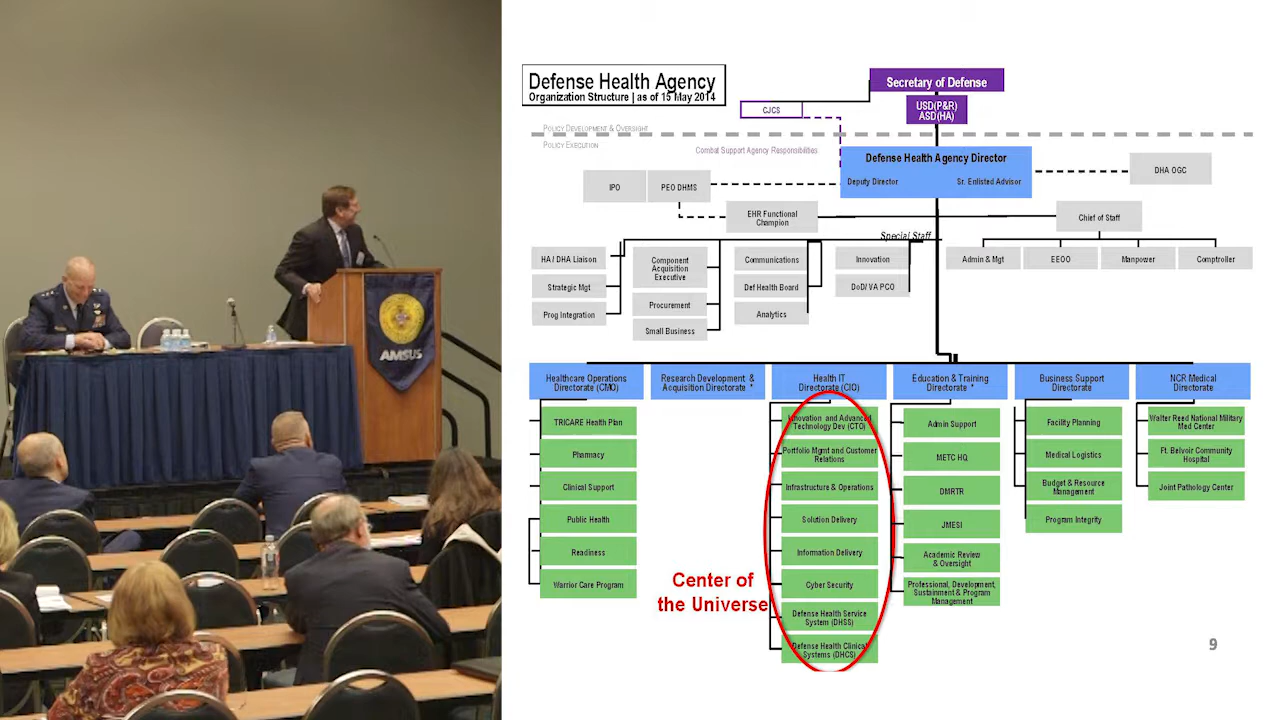 Defense Health Agency
Organization Structure | as of 15 May 2014
Secretary of Defense
CJCS
USD(P&R)
ASD(HA)
POLICY DEVELOPMENT & OVERSIGHT
POLICY EXECUTION
Combat Support Agency Responsibilities
Defense Health Agency Director
Deputy Director
Sr. Enlisted Advisor
DHA OGC
IPO
PEO DHMS
EHR Functional
Champion
Chief of Staff
Special Staff
HA / DHA Liaison
Strategic Mgt
Prog Integration
Component
Acquisition
Executive
Procurement
Small Business
Communications
Def Health Board
Analytics
Innovation
DoD/ VA PCO
Admin & Mgt
EEOO
Manpower
Comptroller
Healthcare Operations
Directorate (CMO)
TRICARE Health Plan
Pharmacy
Clinical Support
Public Health
Readiness
Warrior Care Program
Research Development &
Acquisition Directorate *
Health IT
Directorate (CIO)
Innovation and Advanced
Technology Dev (CTO)
Portfolio Mgmt and Customer
Relations
Infrastructure & Operations
Solution Delivery
Information Delivery
Cyber Security
Defense Health Service
System (DHSS)
Defense Health Clinical
Systems (DHCS)
Center of
the Universe
Education & Training
Directorate *
Admin Support
METC HQ
DMRTR
JMESI
Academic Review
& Oversight
Professional, Development,
Sustainment & Program
Management
Business Support
Directorate
Facility Planning
Medical Logistics
Budget & Resource
Management
Program Integrity
NCR Medical
Directorate
Walter Reed National Military
Med Center
Ft. Belvoir Community
Hospital
Joint Pathology Center
9
AMSUS